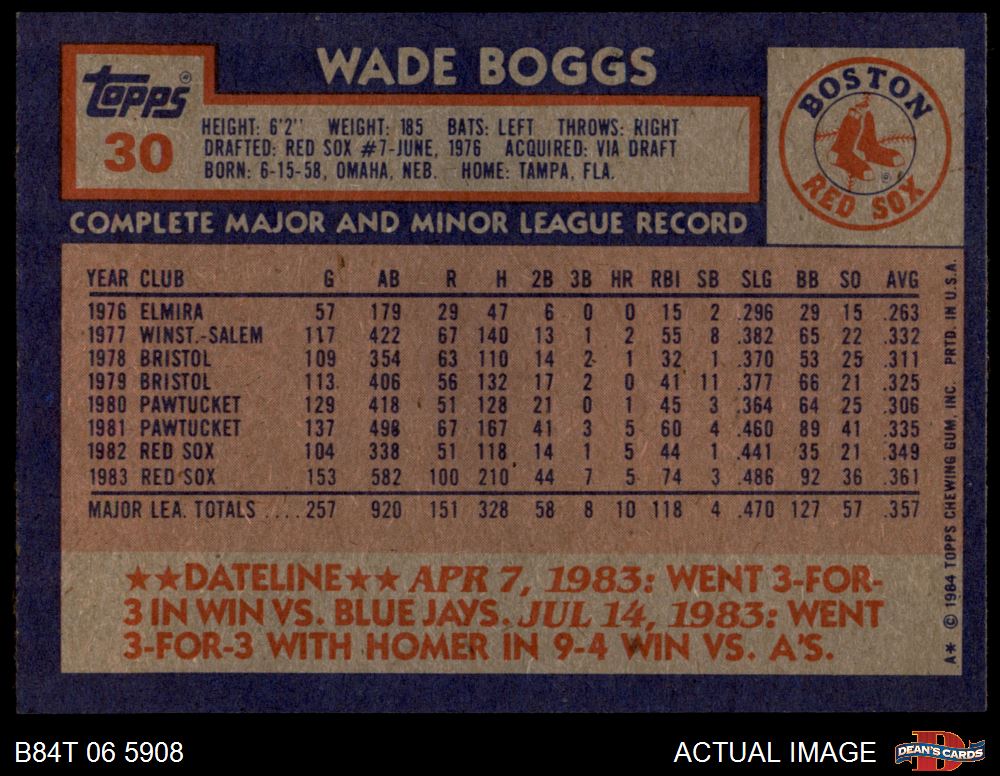 WADE BOGGS
Topps
30
HEIGHT: 6'2" WEIGHT: 185 BATS: LEFT THROWS: RIGHT
DRAFTED: RED SOX #7-JUNE, 1976 ACQUIRED: VIA DRAFT
BORN: 6-15-58, OMAHA, NEB. HOME: TAMPA, FLA.
BOSTON
RED SOX
COMPLETE MAJOR AND MINOR LEAGUE RECORD
YEAR CLUB G AB R H 2B 3B HR RBI SB SLG BB SO AVG
1976 ELMIRA 57 179 29 47 6 0 0 15 2 .296 29 15 .263
1977 WINST.-SALEM 117 422 67 140 13 1 2 55 8 .382 65 22 .332
1978 BRISTOL 109 354 63 110 14 2 1 32 1 .370 53 25 .311
1979 BRISTOL 113 406 56 132 17 2 0 41 11 .377 66 21 .325
1980 PAWTUCKET 129 418 51 128 21 0 1 45 3 .364 64 25 .306
1981 PAWTUCKET 137 498 67 167 41 3 5 60 4 .460 89 41 .335
1982 RED SOX 104 338 51 118 14 1 5 44 1 .441 35 21 .349
1983 RED SOX 153 582 100 210 44 7 5 74 3 .486 92 36 .361
MAJOR LEA. TOTALS .... 257 920 151 328 58 8 10 118 4 .470 127 57 .357
★★DATELINE★★ APR 7, 1983: WENT 3-FOR-
3 IN WIN VS. BLUE JAYS. JUL 14, 1983: WENT
3-FOR-3 WITH HOMER IN 9-4 WIN VS. A'S.
A* © 1984 TOPPS CHEWING GUM, INC. PRTD. IN U.S.A.
B84T 06 5908
ACTUAL IMAGE
DEAN'S CARDS